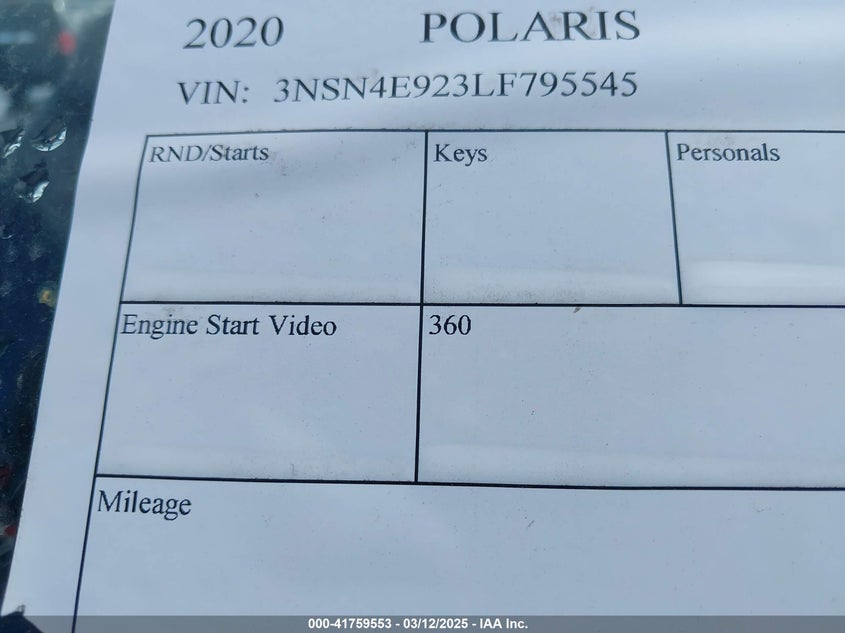 2020 POLARIS
VIN: 3NSN4E923LF795545
RND/Starts Keys Personals
Engine Start Video 360
Mileage
000-41759553 - 03/12/2025 - IAA Inc.